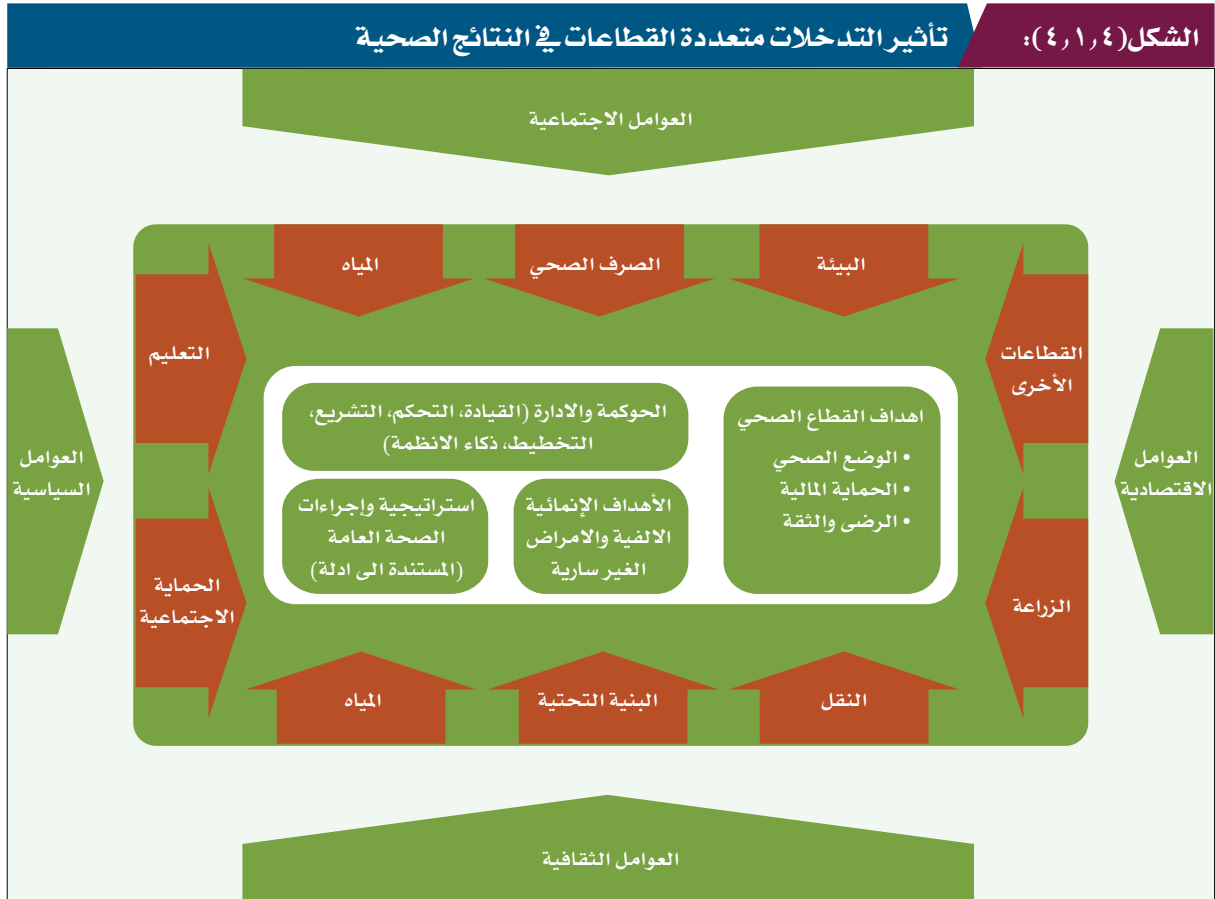 الشكل(٤,١,٤):
تأثير التدخلات متعددة القطاعات في النتائج الصحية
العوامل الاجتماعية
البيئة
الصرف الصحي
المياه
القطاعات
الأخرى
التعليم
العوامل
الاقتصادية
اهداف القطاع الصحي
• الوضع الصحي
• الحماية المالية
• الرضى والثقة
الحوكمة والادارة (القيادة، التحكم، التشريع،
التخطيط، ذكاء الانظمة)
الأهداف الإنمائية
الالفية والامراض
الغير سارية
استراتيجية وإجراءات
الصحة العامة
(المستندة الى ادلة)
العوامل
السياسية
الزراعة
الحماية
الاجتماعية
النقل
البنية التحتية
المياه
العوامل الثقافية